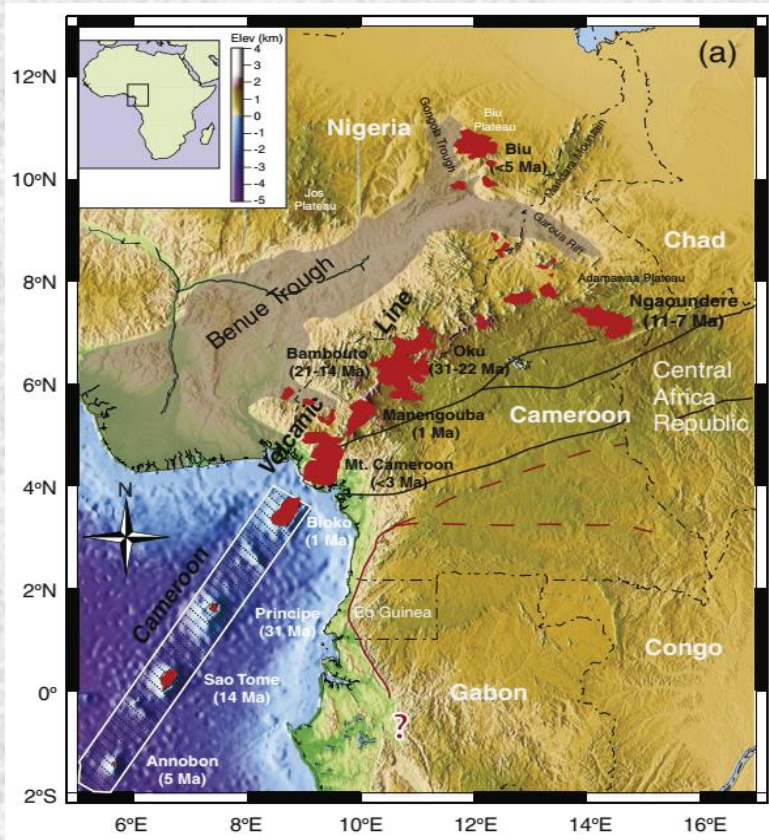 (a)
Elev (km)
4
3
2
1
0
-1
-2
-3
-4
-5
12°N
10°N
8°N
6°N
4°N
2°N
0°
2°S
6°E
8°E
10°E
12°E
14°E
16°E
Nigeria
Gongola Trough
Biu
Plateau
Biu
(<5 Ma)
Mandara Mountain
Jos
Plateau
Garoua Rift
Chad
Adamawaa Plateau
Benue Trough
Ngaoundere
(11-7 Ma)
Line
Bambouto
(21-14 Ma)
Oku
(31-22 Ma)
Central
Africa
Republic
Manengouba
(1 Ma)
Cameroon
Volcanic
Mt. Cameroon
(<3 Ma)
N
Bioko
(1 Ma)
Cameroon
Principe
(31 Ma)
Eq Guinea
Congo
Sao Tome
(14 Ma)
Gabon
?
Annobon
(5 Ma)